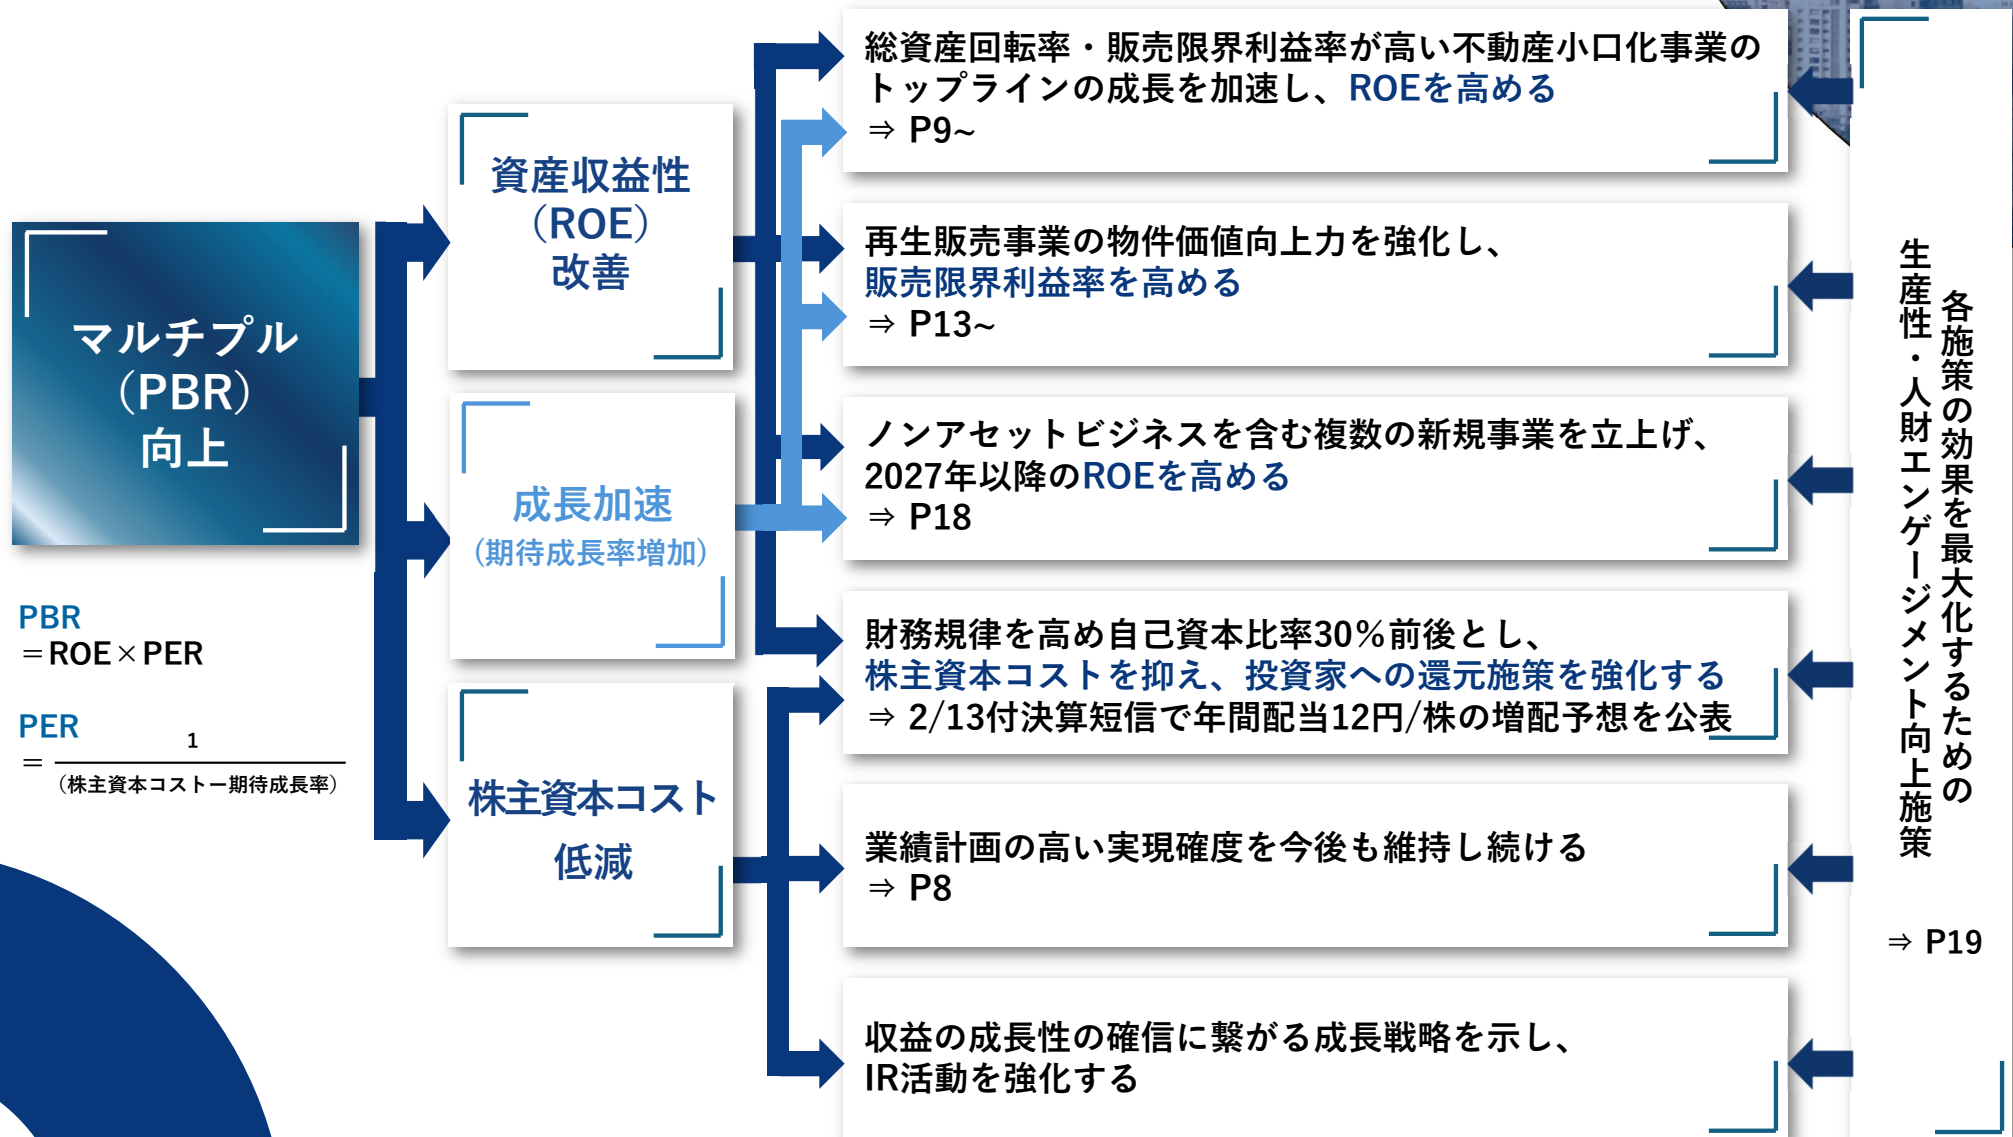 マルチプル
（PBR）
向上
PBR
＝ROE×PER
PER
＝ 1
（株主資本コストー期待成長率）
資産収益性
（ROE）
改善
成長加速
（期待成長率増加）
株主資本コスト
低減
総資産回転率・販売限界利益率が高い不動産小口化事業の
トップラインの成長を加速し、ROEを高める
⇒ P9~
再生販売事業の物件価値向上力を強化し、
販売限界利益率を高める
⇒ P13~
ノンアセットビジネスを含む複数の新規事業を立上げ、
2027年以降のROEを高める
⇒ P18
財務規律を高め自己資本比率30％前後とし、
株主資本コストを抑え、投資家への還元施策を強化する
⇒ 2/13付決算短信で年間配当12円/株の増配予想を公表
業績計画の高い実現確度を今後も維持し続ける
⇒ P8
収益の成長性の確信に繋がる成長戦略を示し、
IR活動を強化する
各施策の効果を最大化するための
生産性・人財エンゲージメント向上施策
⇒ P19